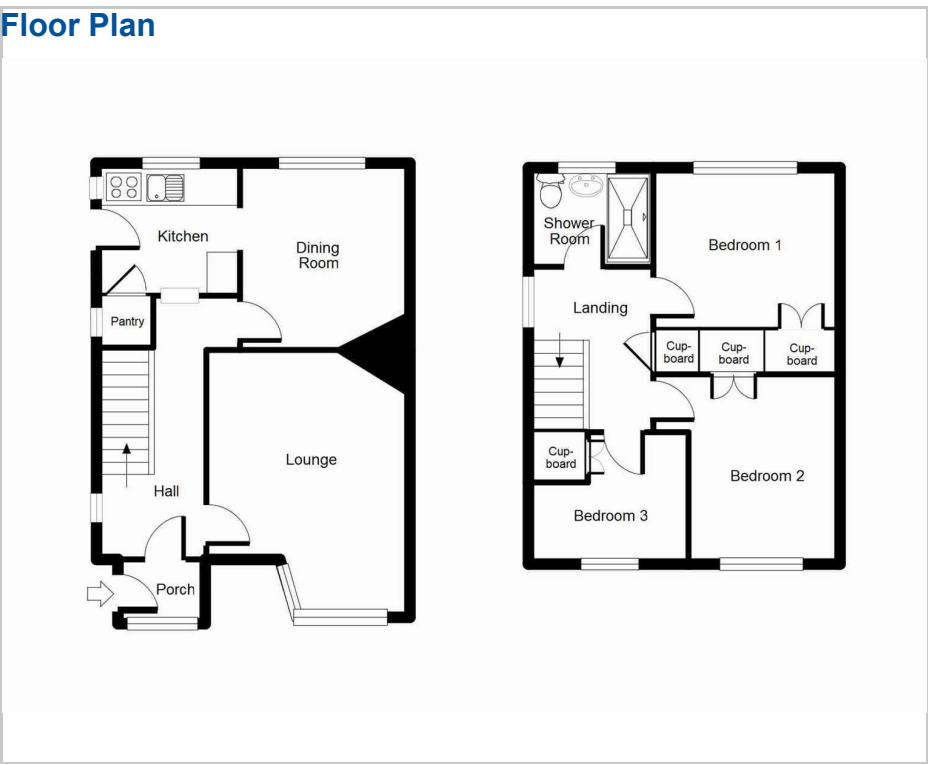 Floor Plan
Kitchen
Dining
Room
Pantry
Lounge
Hall
Porch
Shower
Room
Bedroom 1
Landing
Cup-
board
Cup-
board
Cup-
board
Cup-
board
Bedroom 2
Bedroom 3